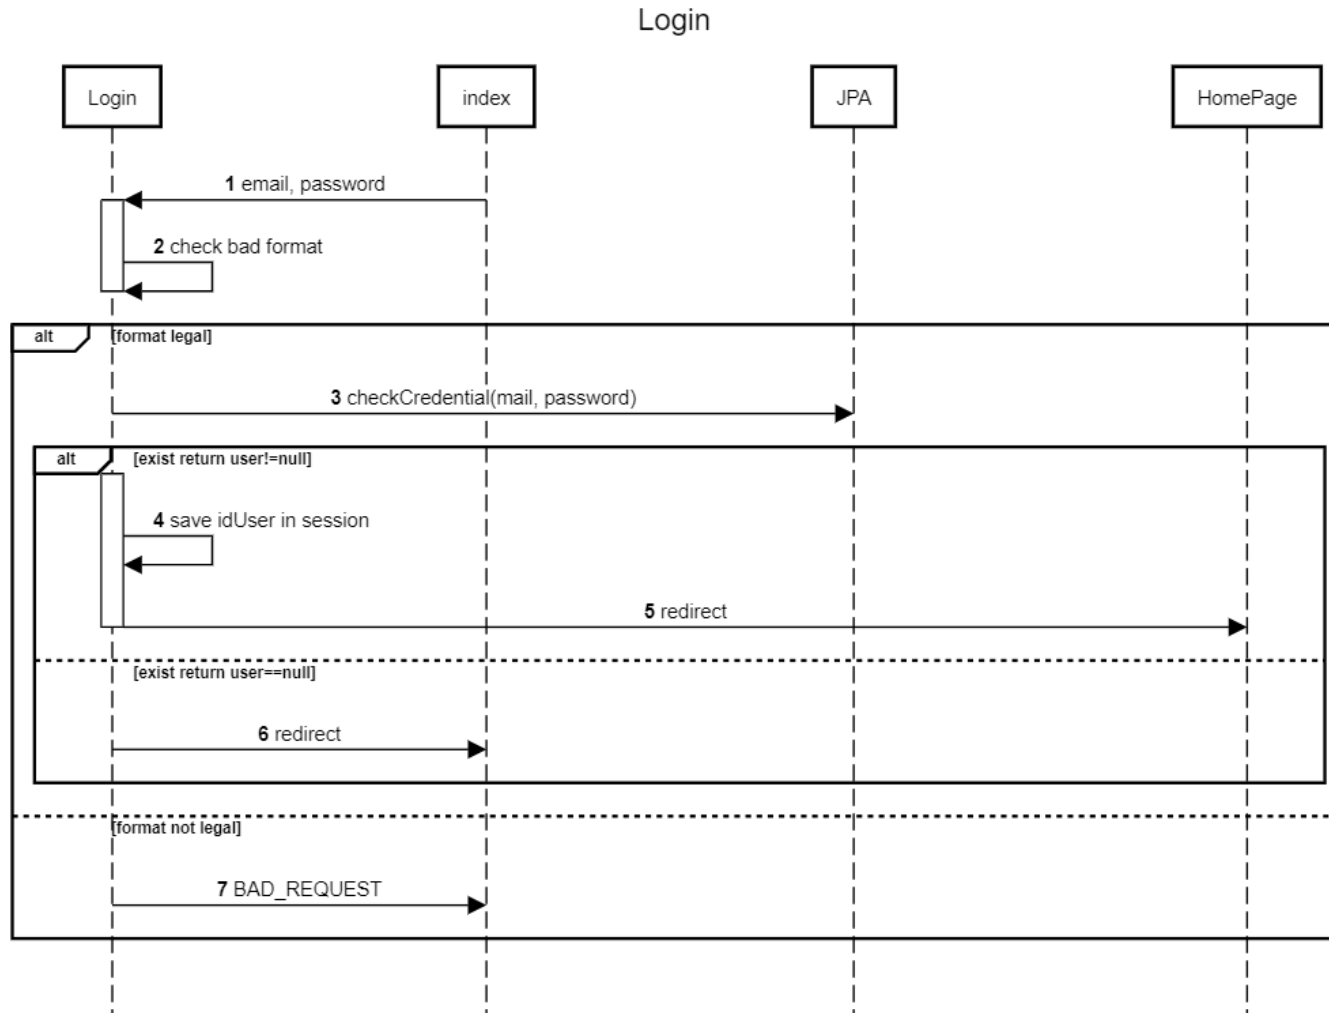 Login
Login
index
JPA
HomePage
1 email, password
2 check bad format
alt
[format legal]
3 checkCredential(mail, password)
alt
[exist return user!=null]
4 save idUser in session
5 redirect
[exist return user==null]
6 redirect
[format not legal]
7 BAD_REQUEST